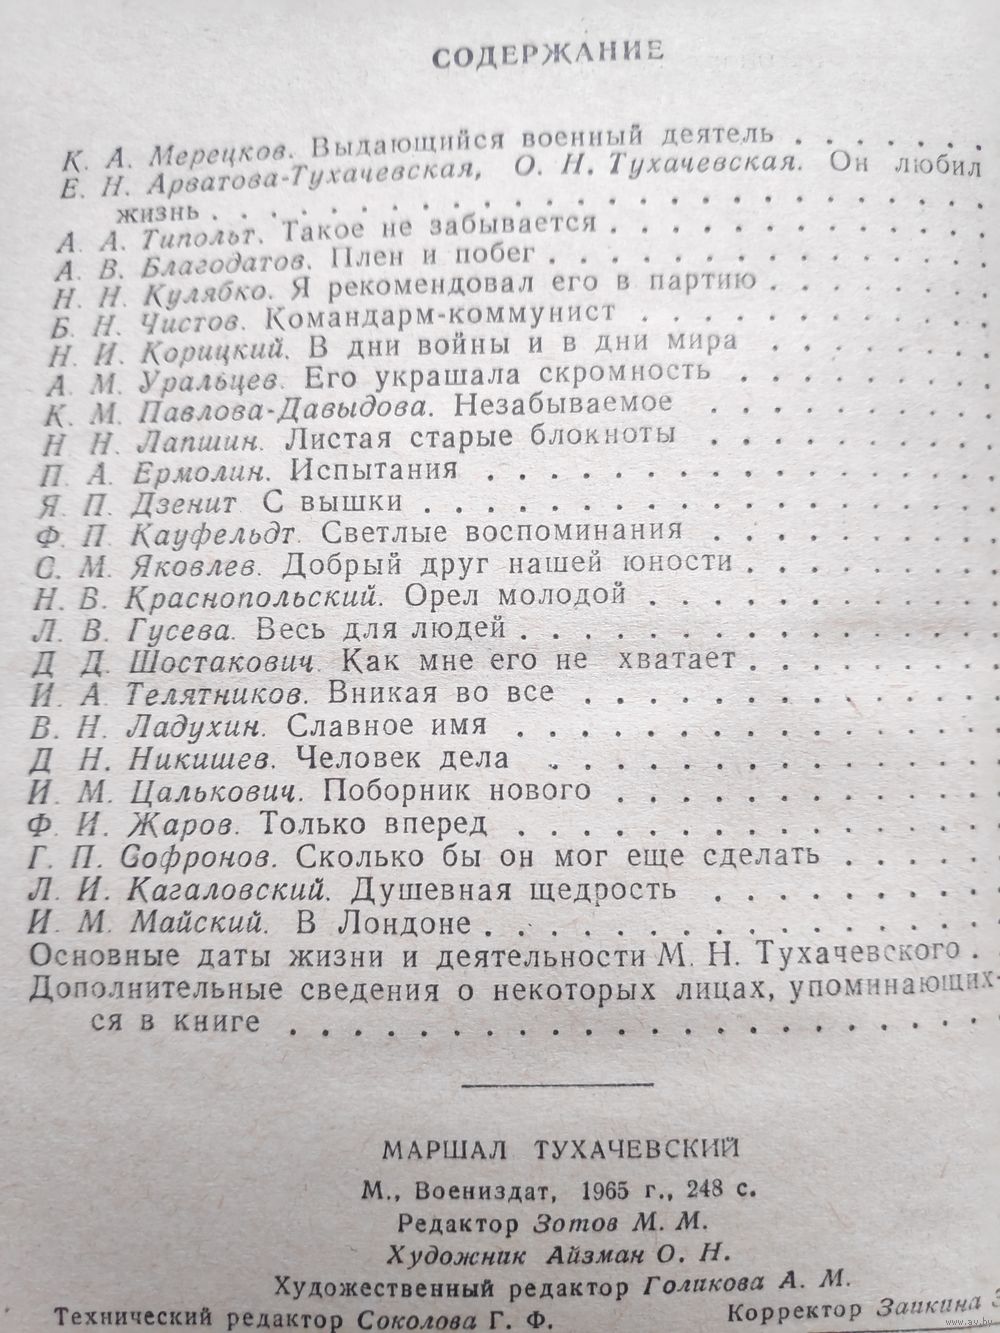 СОДЕРЖАНИЕ
К. А. Мерецков. Выдающийся военный деятель . . . . . .
Е. Н. Арватова-Тухачевская, О. Н. Тухачевская. Он любил
жизнь . . . . . . . . . . . . . . . . . .
А. А. Типольт. Такое не забывается . . . . . . . . . . .
А. В. Благодатов. Плен и побег . . . . . . . . . . . . .
Н. Н. Кулябко. Я рекомендовал его в партию . . . . . . .
Б. Н. Чистов. Командарм-коммунист . . . . . . . . . . .
Н. И. Корицкий. В дни войны и в дни мира . . . . . . .
А. М. Уральцев. Его украшала скромность . . . . . . . .
К. М. Павлова-Давыдова. Незабываемое . . . . . . . . .
Н Н. Лапшин. Листая старые блокноты . . . . . . . . .
П. А. Ермолин. Испытания . . . . . . . . . . . . . . .
Я. П. Дзенит С вышки . . . . . . . . . . . . . . . . .
Ф. П. Кауфельдт. Светлые воспоминания . . . . . . . . .
С. М. Яковлев. Добрый друг нашей юности . . . . . . . .
Н. В. Краснопольский. Орел молодой . . . . . . . . . . .
Л. В. Гусева. Весь для людей . . . . . . . . . . . . . .
Д Д. Шостакович. Как мне его не хватает . . . . . . . .
И. А Телятников. Вникая во все . . . . . . . . . . . .
В. Н. Ладухин. Славное имя . . . . . . . . . . . . . .
Д Н. Никишев. Человек дела . . . . . . . . . . . . .
И. М. Цалькович. Поборник нового . . . . . . . . . . .
Ф. И. Жаров. Только вперед . . . . . . . . . . . . . .
Г. П. Софронов. Сколько бы он мог еще сделать . . . . .
Л. И. Кагаловский. Душевная щедрость . . . . . . . . .
И. М. Майский. В Лондоне . . . . . . . . . . . . . . .
Основные даты жизни и деятельности М. Н. Тухачевского . .
Дополнительные сведения о некоторых лицах, упоминающих-
ся в книге . . . . . . . . . . . . . . . . .
МАРШАЛ ТУХАЧЕВСКИЙ
М., Воениздат, 1965 г., 248 с.
Редактор Зотов М. М.
Художник Айзман О. Н.
Художественный редактор Голикова А. М.
Технический редактор Соколова Г. Ф. Корректор Заикина
www.av.by